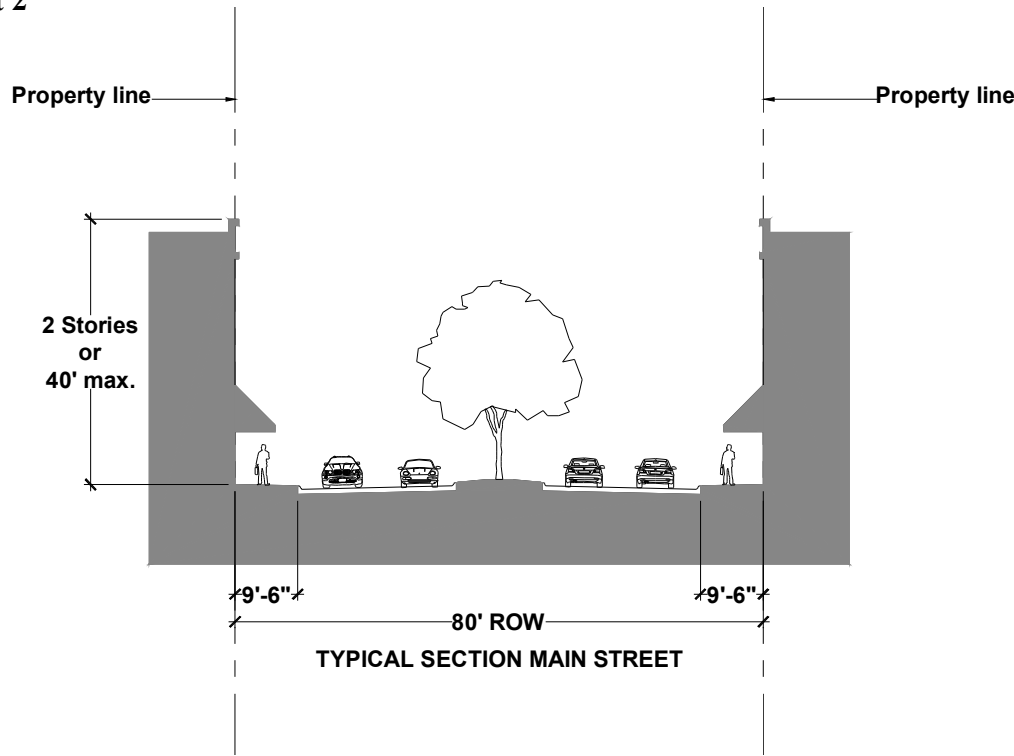 2
Property line
Property line
2 Stories
or
40' max.
9'-6"
9'-6"
80' ROW
TYPICAL SECTION MAIN STREET